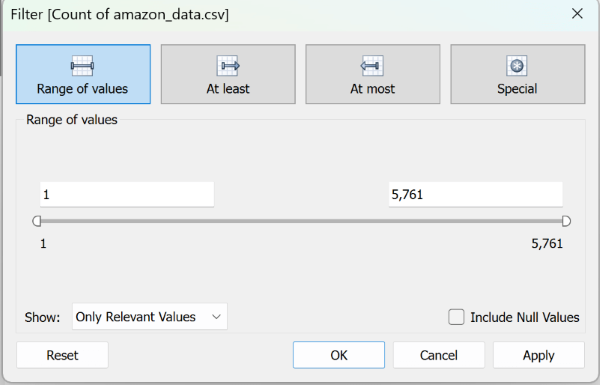 Filter [Count of amazon_data.csv]
Range of values
At least
At most
Special
Range of values
1
5,761
1
5,761
Show:
Only Relevant Values
Include Null Values
Reset
OK
Cancel
Apply